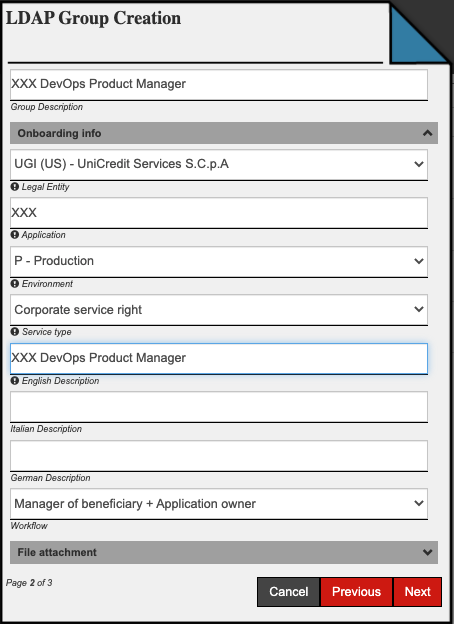 LDAP Group Creation
XXX DevOps Product Manager
Group Description
Onboarding info
UGI (US) - UniCredit Services S.C.p.A
Legal Entity
XXX
Application
P - Production
Environment
Corporate service right
Service type
XXX DevOps Product Manager
English Description
Italian Description
German Description
Manager of beneficiary + Application owner
Workflow
File attachment
Page 2 of 3
Cancel Previous Next